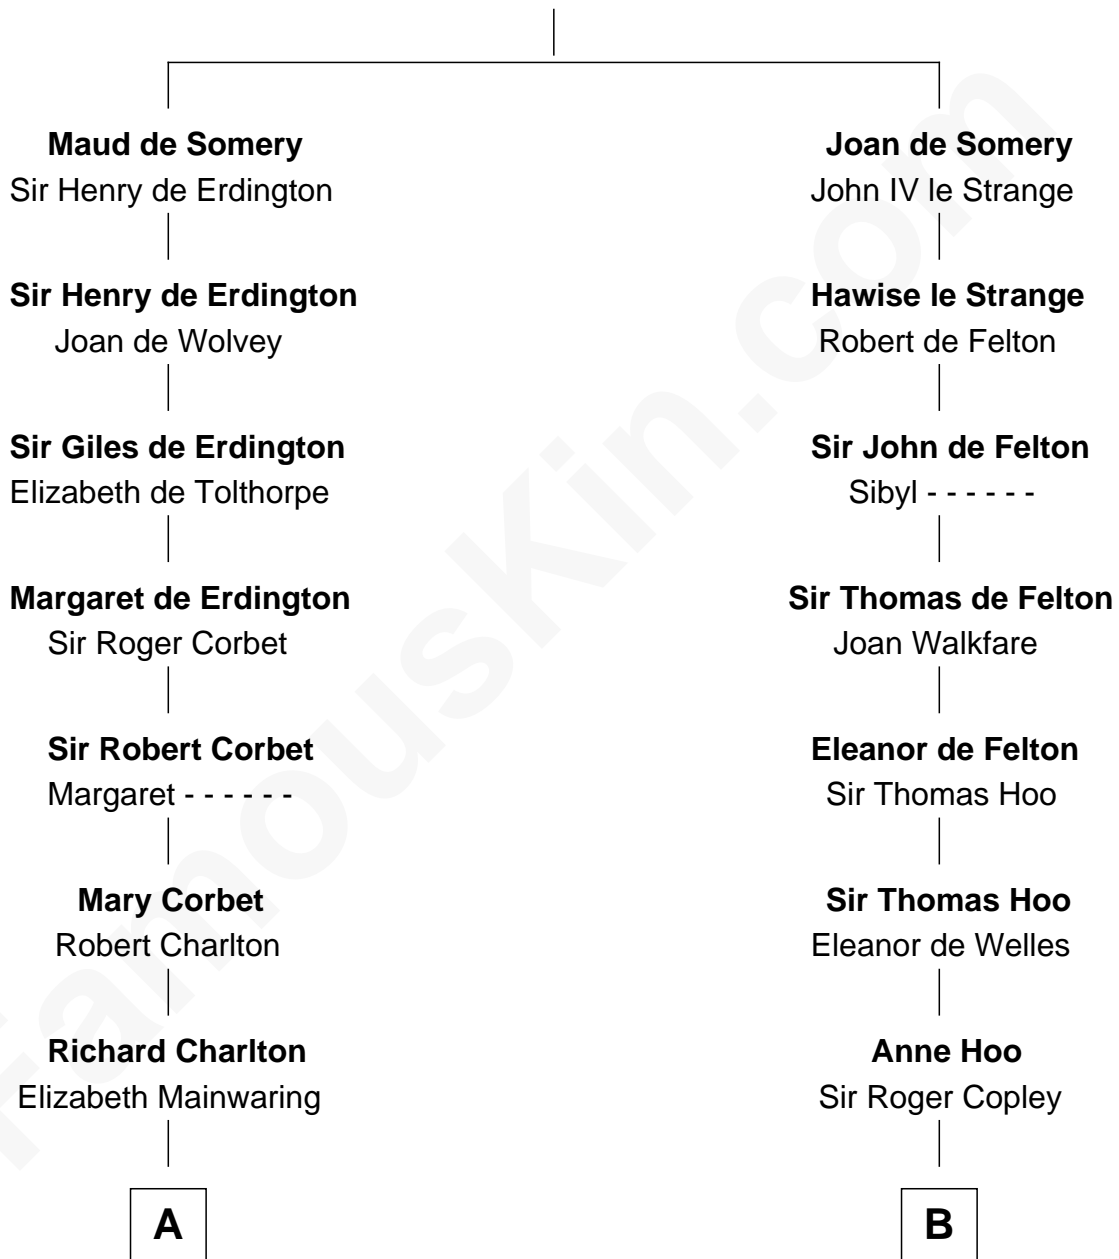 Maud de Somery
Sir Henry de Erdington
Sir Henry de Erdington
Joan de Wolvey
Sir Giles de Erdington
Elizabeth de Tolthorpe
Margaret de Erdington
Sir Roger Corbet
Sir Robert Corbet
Margaret - - - - - -
Mary Corbet
Robert Charlton
Richard Charlton
Elizabeth Mainwaring
A
Joan de Somery
John IV le Strange
Hawise le Strange
Robert de Felton
Sir John de Felton
Sibyl - - - - - -
Sir Thomas de Felton
Joan Walkfare
Eleanor de Felton
Sir Thomas Hoo
Sir Thomas Hoo
Eleanor de Welles
Anne Hoo
Sir Roger Copley
B
FamousKin.com